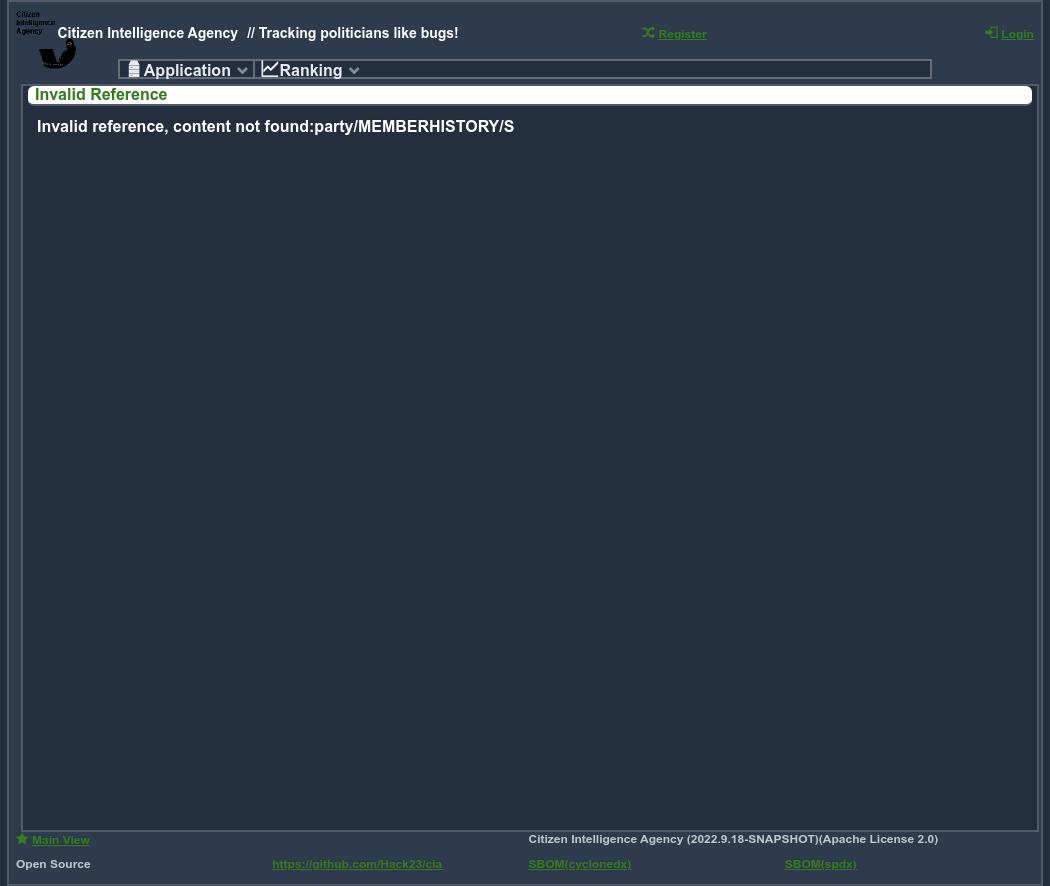 Citizen
Intelligence
Agency
Citizen Intelligence Agency // Tracking politicians like bugs!
Register
Login
Application
Ranking
Invalid Reference
Invalid reference, content not found:party/MEMBERHISTORY/S
Main View
Citizen Intelligence Agency (2022.9.18-SNAPSHOT)(Apache License 2.0)
Open Source
https://github.com/Hack23/cia
SBOM(cyclonedx)
SBOM(spdx)